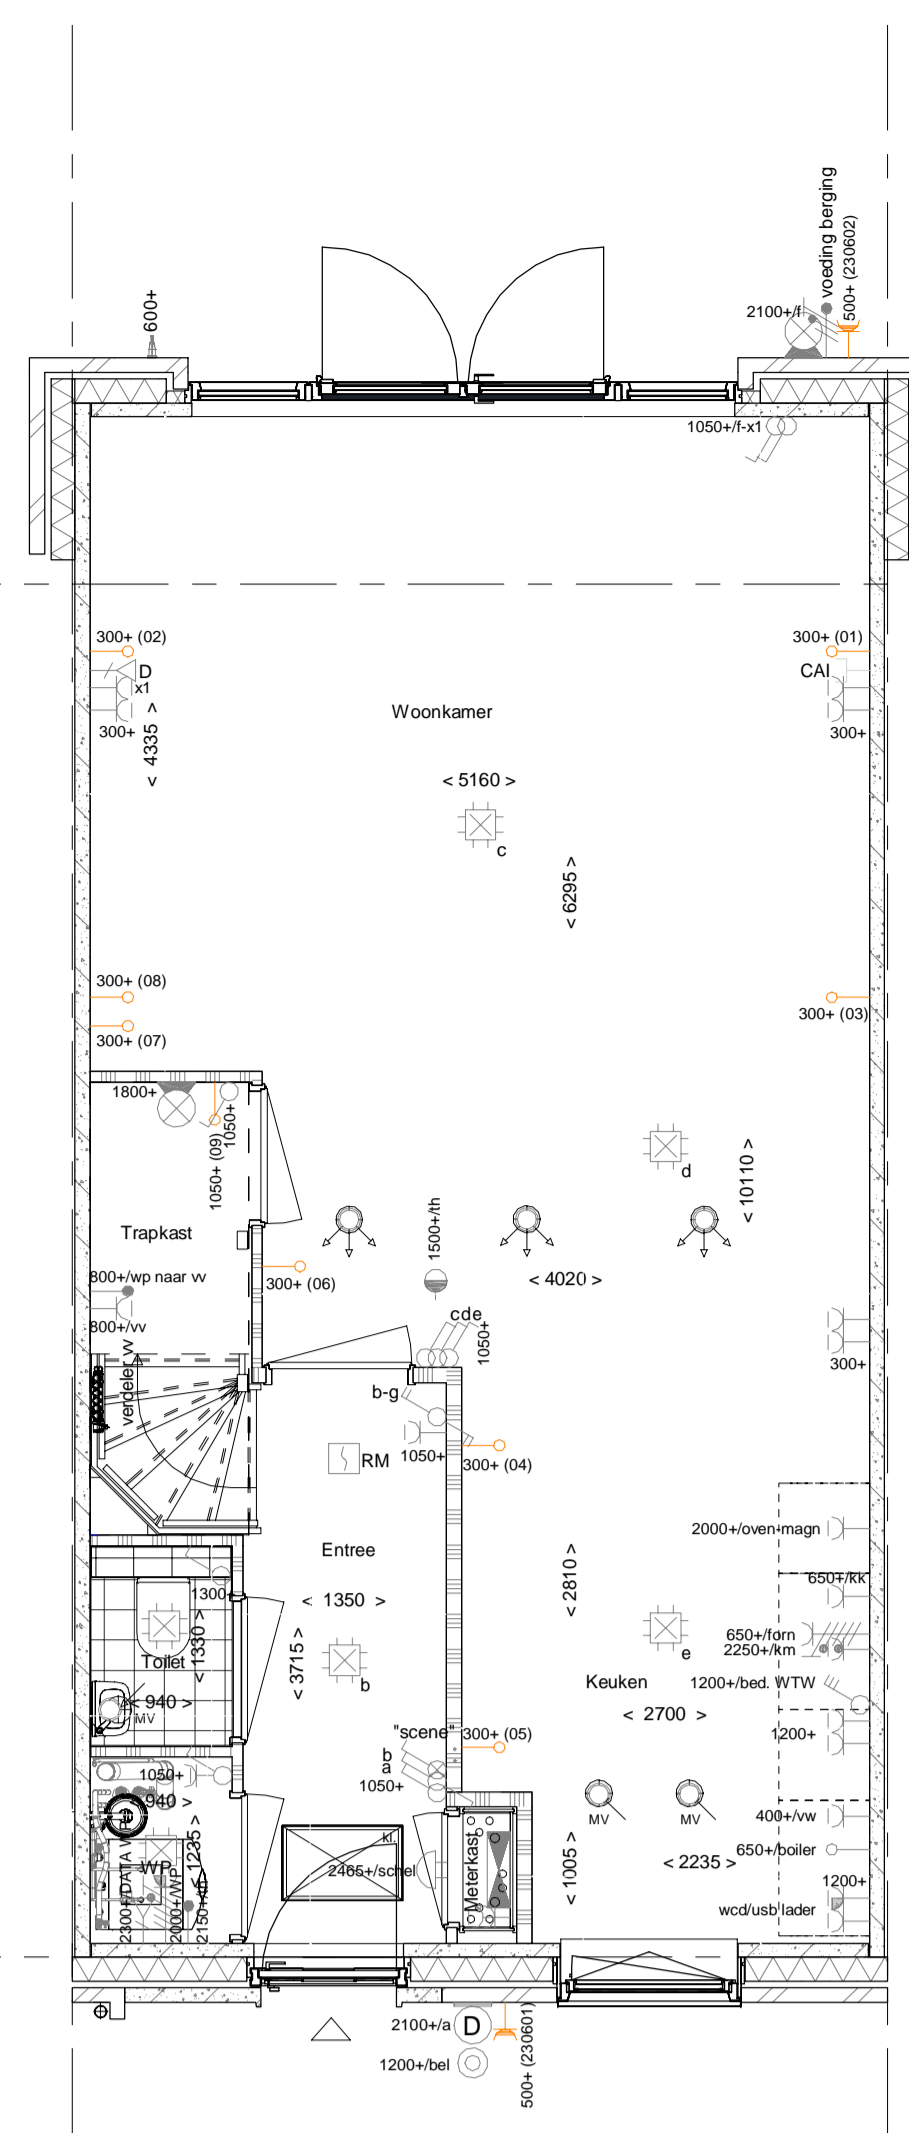 voeding berging
500+ (230602)
2100+/f
600+
1050+/f-x1
300+ (02)
D
x1
300+
< 4335 >
300+ (01)
CAI
300+
Woonkamer
< 5160 >
c
< 6295 >
300+ (08)
300+ (07)
300+ (03)
1800+
1050+
1050+ (09)
d
< 10110 >
Trapkast
1500+/th
< 4020 >
800+/wp naar vv
300+ (06)
800+/vv
cde
1050+
300+
verdeler vv
b-g
1050+
RM
300+ (04)
2000+/oven-magn
Entree
1300+
< 1350 >
< 2810 >
650+/kk
< 1330 >
Toilet
< 3715 >
b
e
650+/forn
2250+/km
Keuken
1200+/bed. WTW
< 940 >
MV
< 2700 >
"scene"
300+ (05)
1200+
b
a
1050+
1050+
< 940 >
MV
MV
400+/vw
kl.
< 1235 >
WP
2465+/schel
Meterkast
< 1005 >
< 2235 >
650+/boiler
1200+
wcd/usb lader
2300+/DATA WP
2000+/WP
2150+/th
2100+/a
D
500+ (230601)
1200+/bel